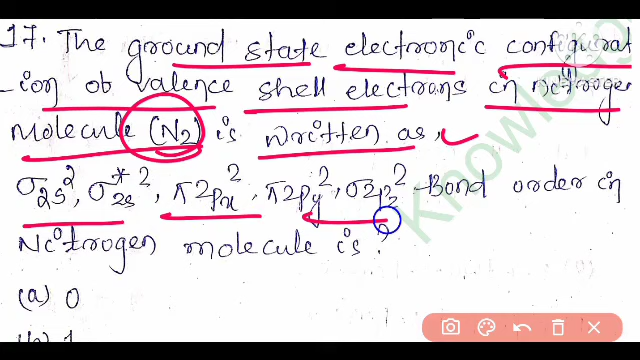 17. The ground state electronic configurat
-ion of valence shell electrons in nitrogen
molecule (N₂) is written as,
σ2s², σ*2s², π2px², π2py², σ2pz² Bond order in
Nitrogen molecule is?
(a) 0